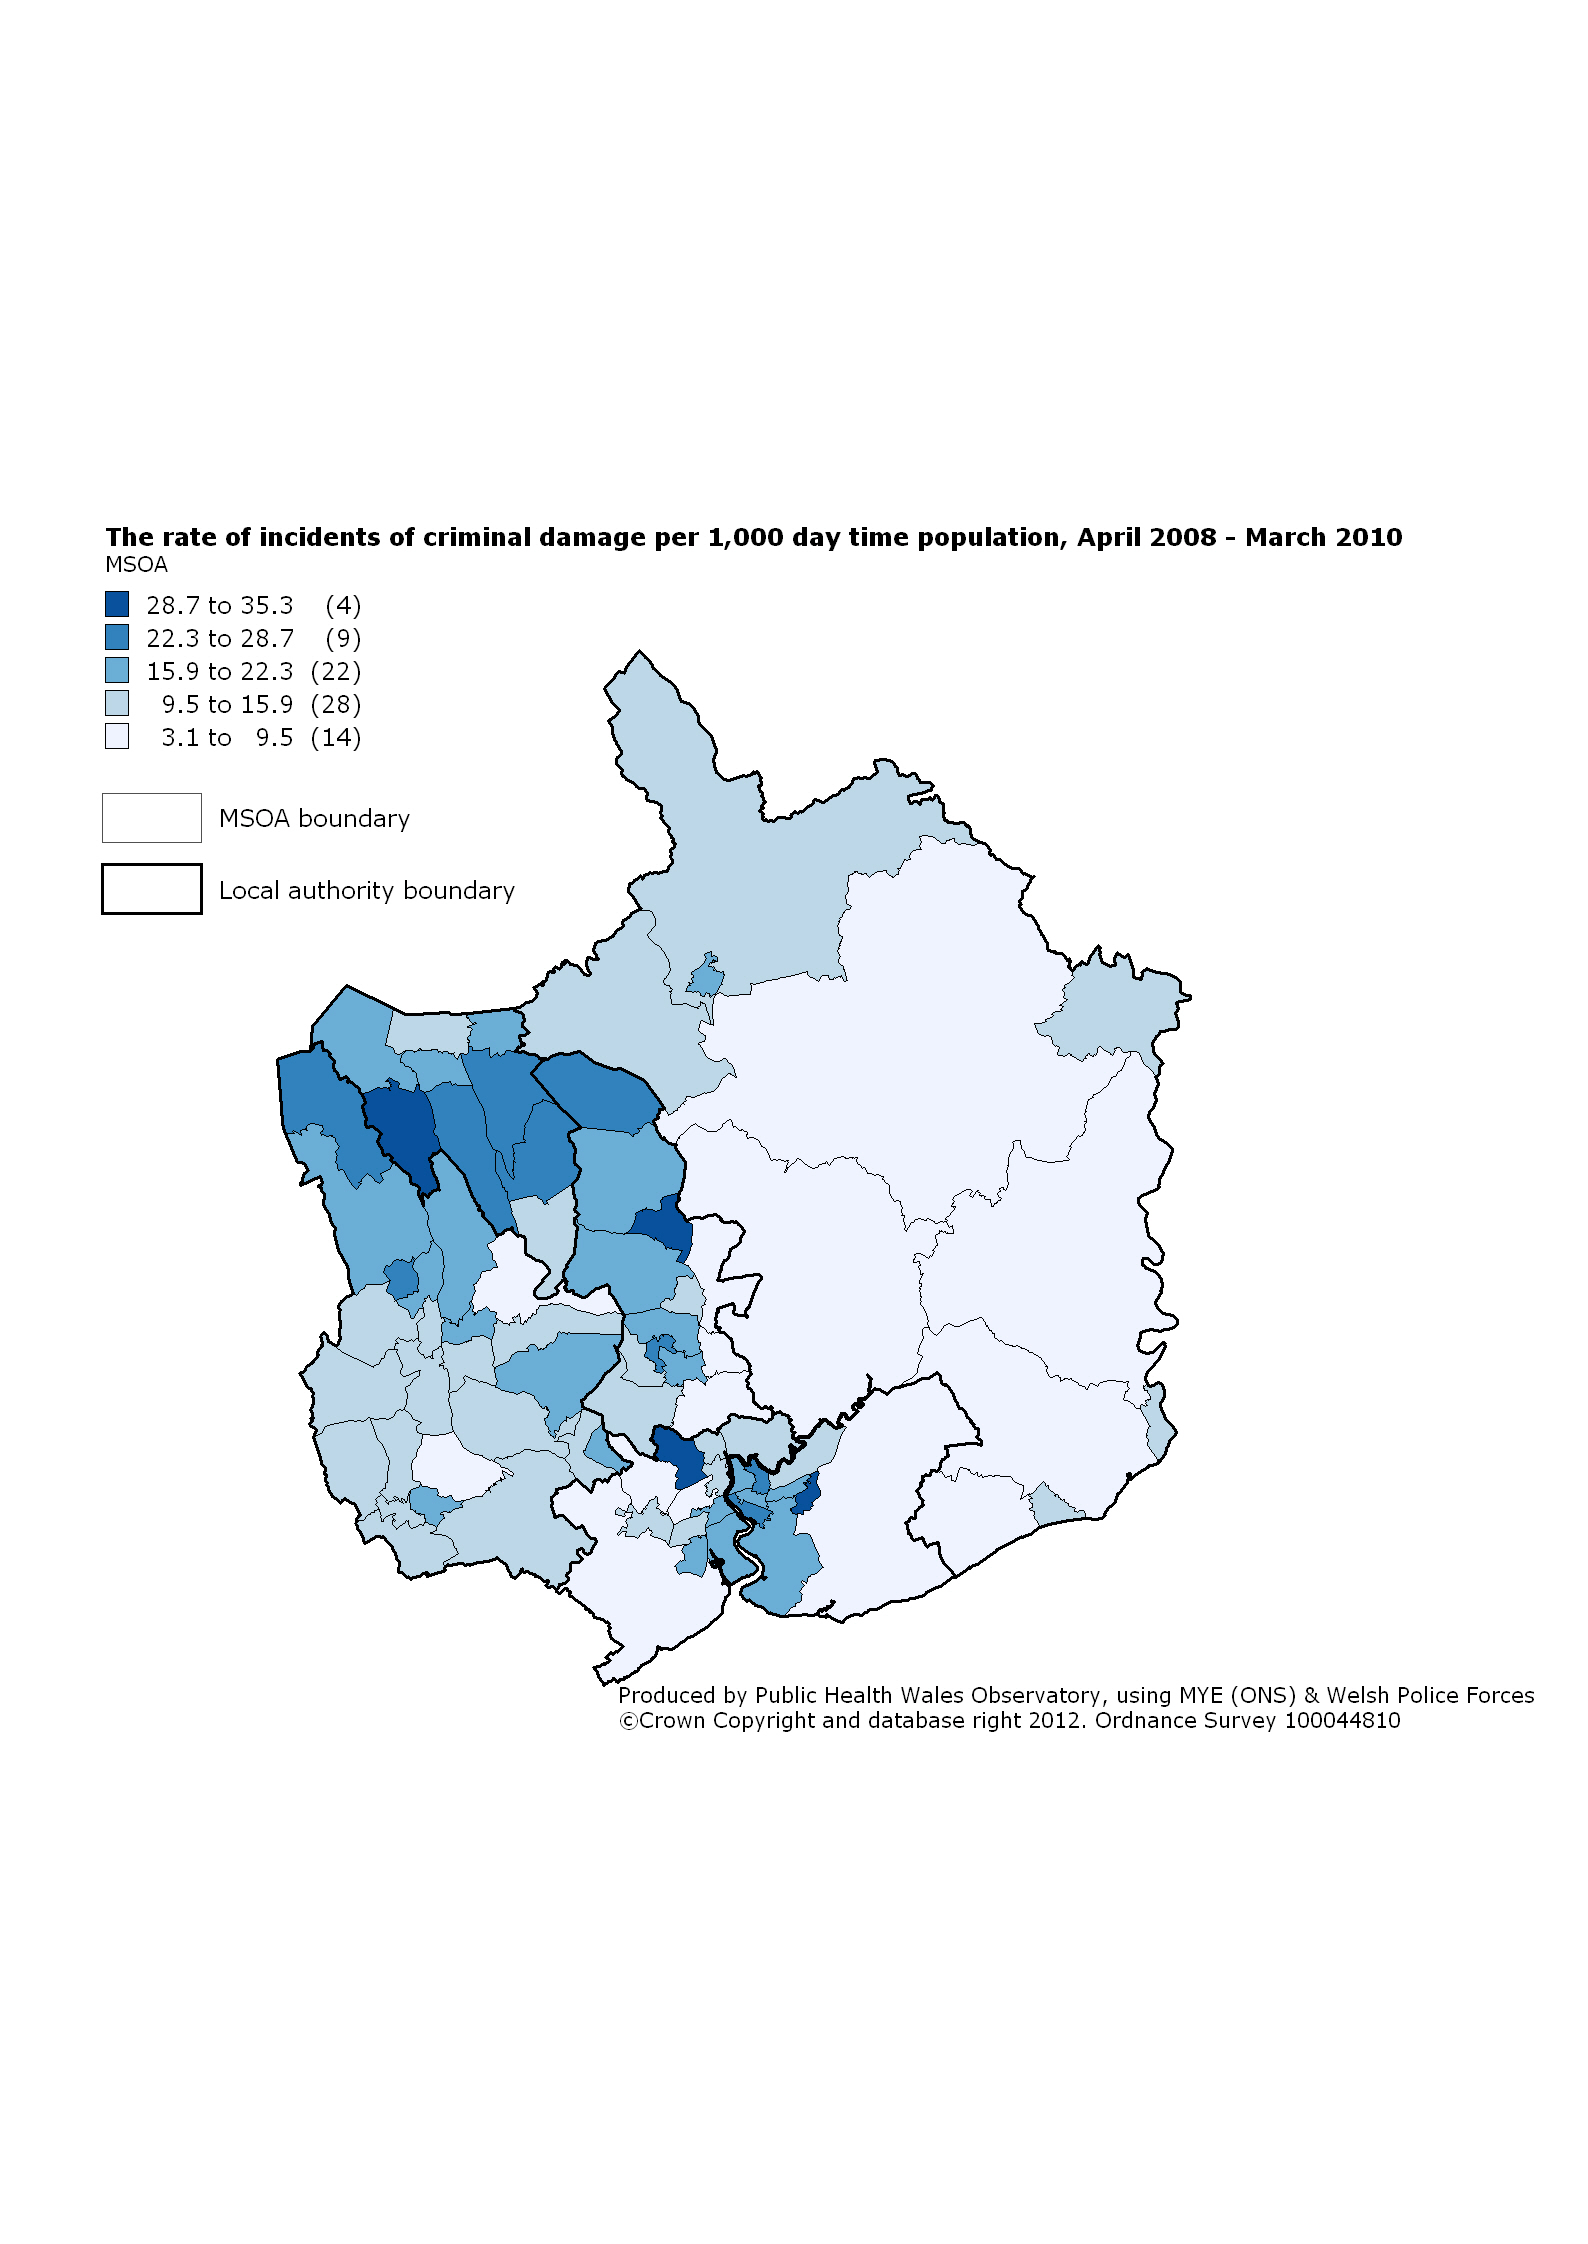 The rate of incidents of criminal damage per 1,000 day time population, April 2008 - March 2010
MSOA
28.7 to 35.3 (4)
22.3 to 28.7 (9)
15.9 to 22.3 (22)
9.5 to 15.9 (28)
3.1 to 9.5 (14)
MSOA boundary
Local authority boundary
Produced by Public Health Wales Observatory, using MYE (ONS) & Welsh Police Forces
©Crown Copyright and database right 2012. Ordnance Survey 100044810